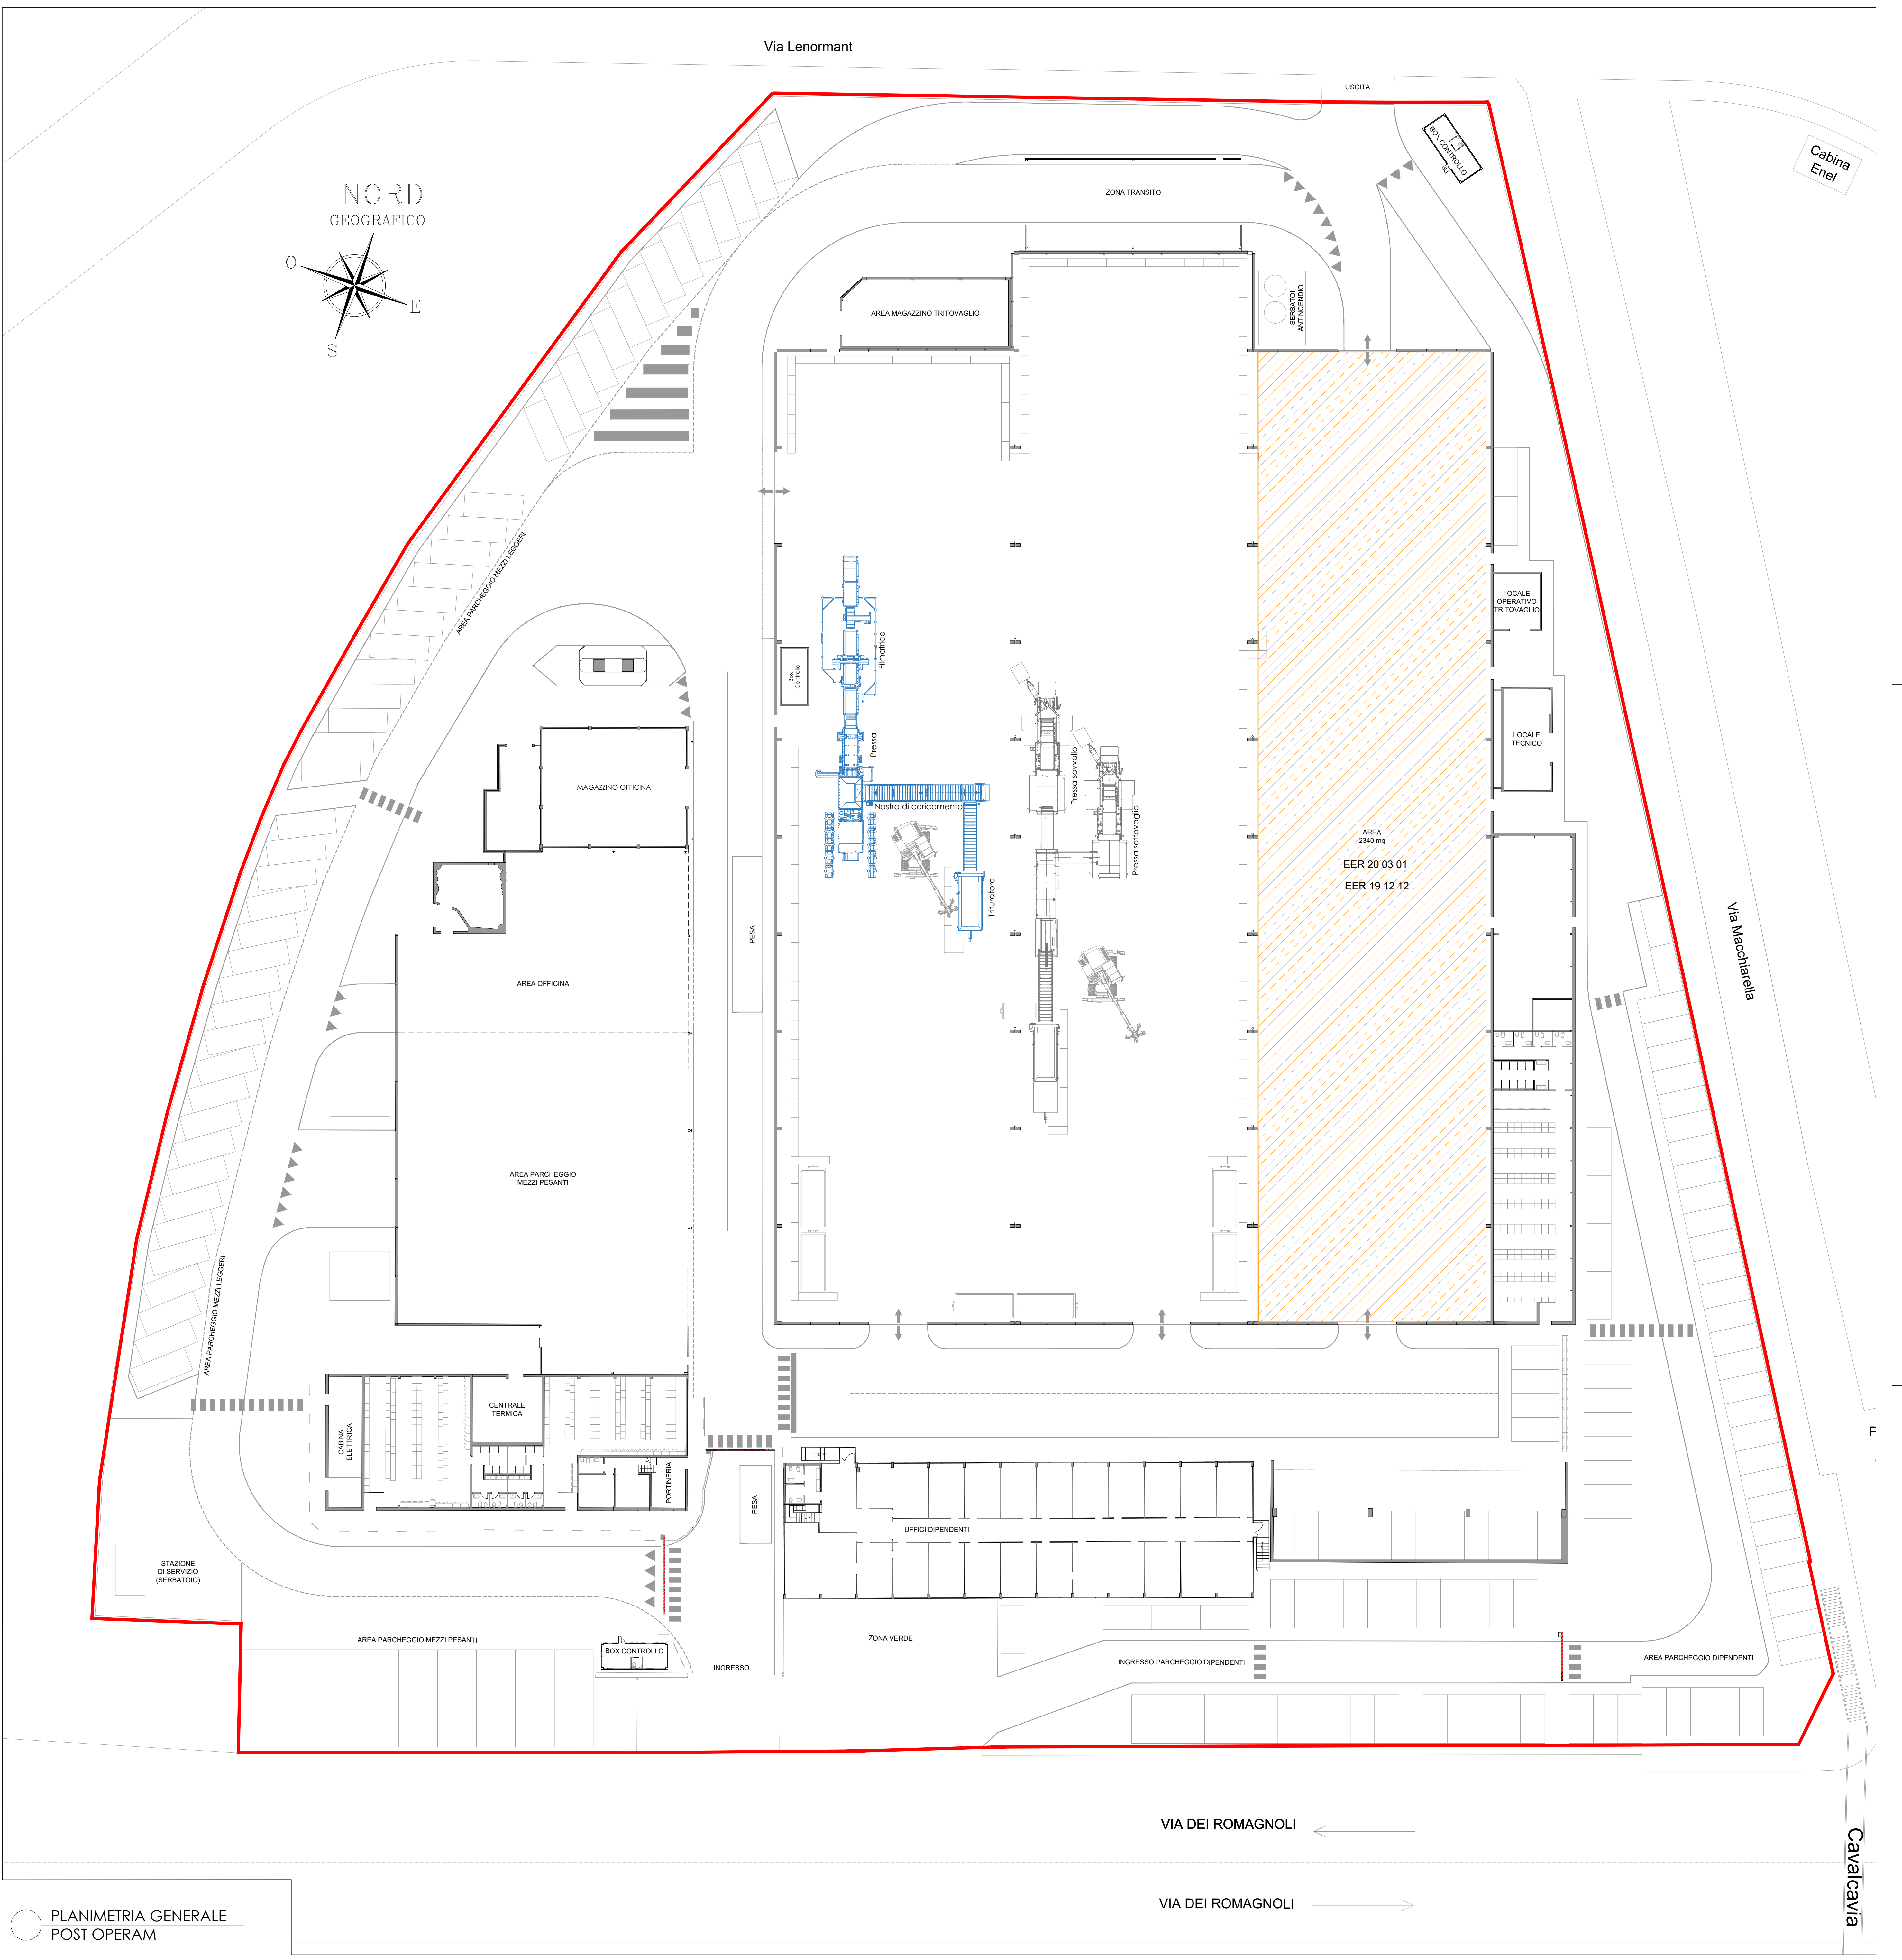 Via Lenormant
USCITA
BOX CONTROLLO
Cabina
Enel
NORD
GEOGRAFICO
O
E
S
ZONA TRANSITO
SERBATOI
ANTINCENDIO
AREA MAGAZZINO TRITOVAGLIO
AREA PARCHEGGIO MEZZI LEGGERI
LOCALE
OPERATIVO
TRITOVAGLIO
Box
Controllo
Filmatrice
Pressa
Nastro di caricamento
Trituratore
Pressa sovvallo
Pressa sottovaglio
LOCALE
TECNICO
MAGAZZINO OFFICINA
AREA
2340 mq
EER 20 03 01
EER 19 12 12
PESA
Via Macchiarella
AREA OFFICINA
AREA PARCHEGGIO
MEZZI PESANTI
AREA PARCHEGGIO MEZZI LEGGERI
CABINA
ELETTRICA
CENTRALE
TERMICA
PORTINERIA
PESA
P
UFFICI DIPENDENTI
STAZIONE
DI SERVIZIO
(SERBATOIO)
AREA PARCHEGGIO MEZZI PESANTI
BOX CONTROLLO
INGRESSO
ZONA VERDE
INGRESSO PARCHEGGIO DIPENDENTI
AREA PARCHEGGIO DIPENDENTI
VIA DEI ROMAGNOLI
VIA DEI ROMAGNOLI
Cavalcavia
PLANIMETRIA GENERALE
POST OPERAM